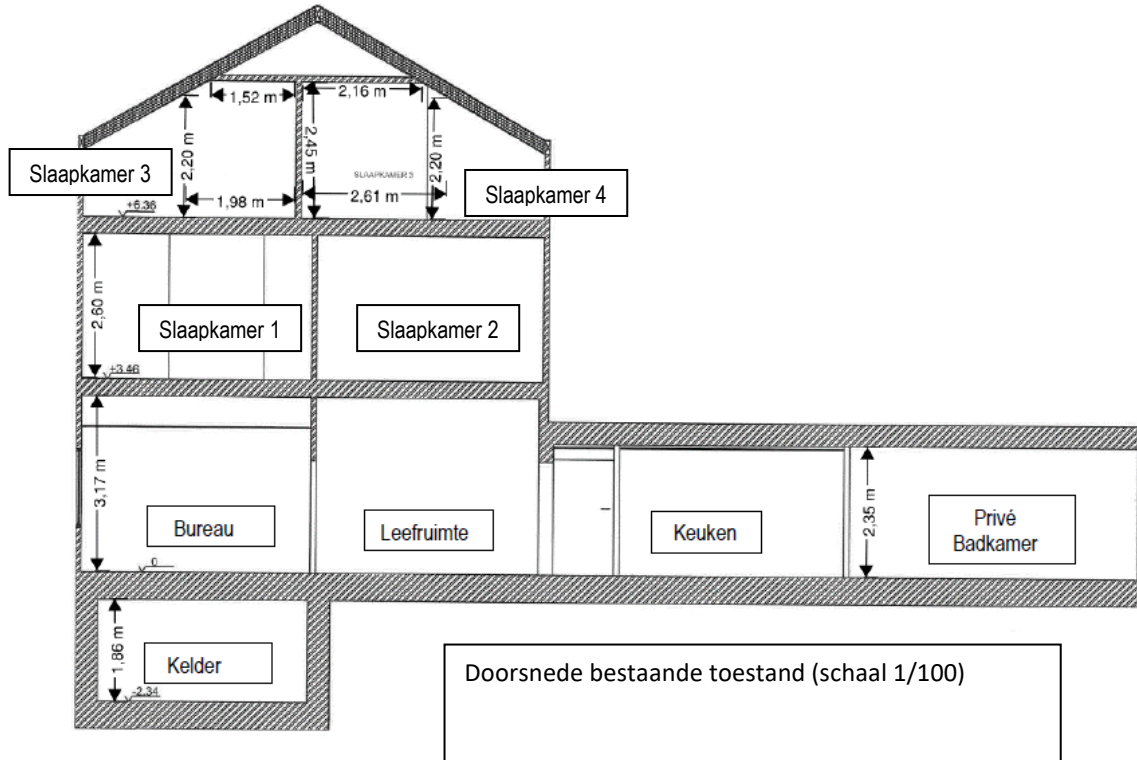 1,52 m
2,16 m
2,20 m
2,45 m
2,20 m
Slaapkamer 3
SLAAPKAMER 3
Slaapkamer 4
1,98 m
2,61 m
+6.36
2,60 m
Slaapkamer 1
Slaapkamer 2
+3.46
3,17 m
2,35 m
Bureau
Leefruimte
Keuken
Privé
Badkamer
0
1,86 m
Kelder
-2.34
Doorsnede bestaande toestand (schaal 1/100)